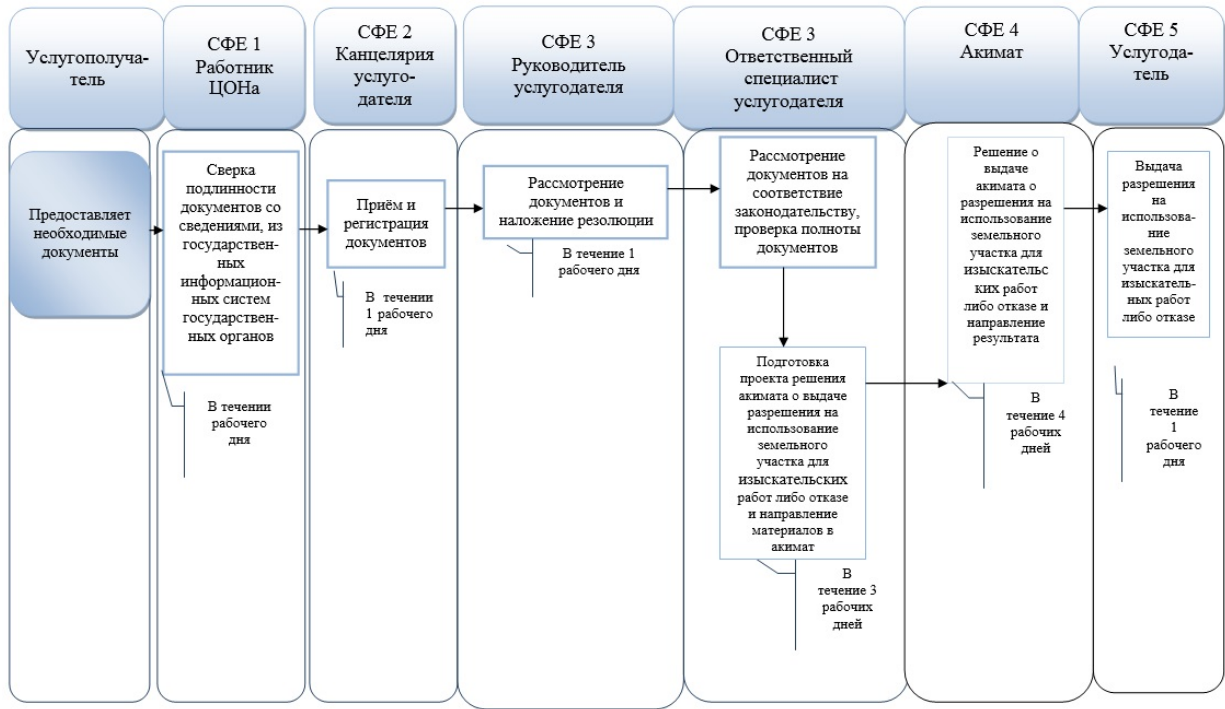 Услугополуча-
тель
СФЕ 1
Работник
ЦОНа
СФЕ 2
Канцелярия
услуго-
дателя
СФЕ 3
Руководитель
услугодателя
СФЕ 3
Ответственный
специалист
услугодателя
СФЕ 4
Акимат
СФЕ 5
Услугода-
тель
Предоставляет
необходимые
документы
Сверка
подлинности
документов со
сведениями, из
государствен-
ных
информацион-
ных систем
государствен-
ных органов
В течении
рабочего
дня
Приём и
регистрация
документов
В течении
1 рабочего
дня
Рассмотрение
документов и
наложение резолюции
В течение 1
рабочего дня
Рассмотрение
документов на
соответствие
законодательству,
проверка полноты
документов
Подготовка
проекта решения
акимата о выдаче
разрешения на
использование
земельного
участка для
изыскательских
работ либо отказе
и направление
материалов в
акимат
В
течение 3
рабочих
дней
Решение о
выдаче
акимата о
разрешения на
использование
земельного
участка для
изыскательс
ких работ
либо отказе и
направление
результата
В
течение 4
рабочих
дней
Выдача
разрешения
на
использова-
ние
земельного
участка для
изыскатель-
ных работ
либо отказе
В
течение
1
рабочего
дня